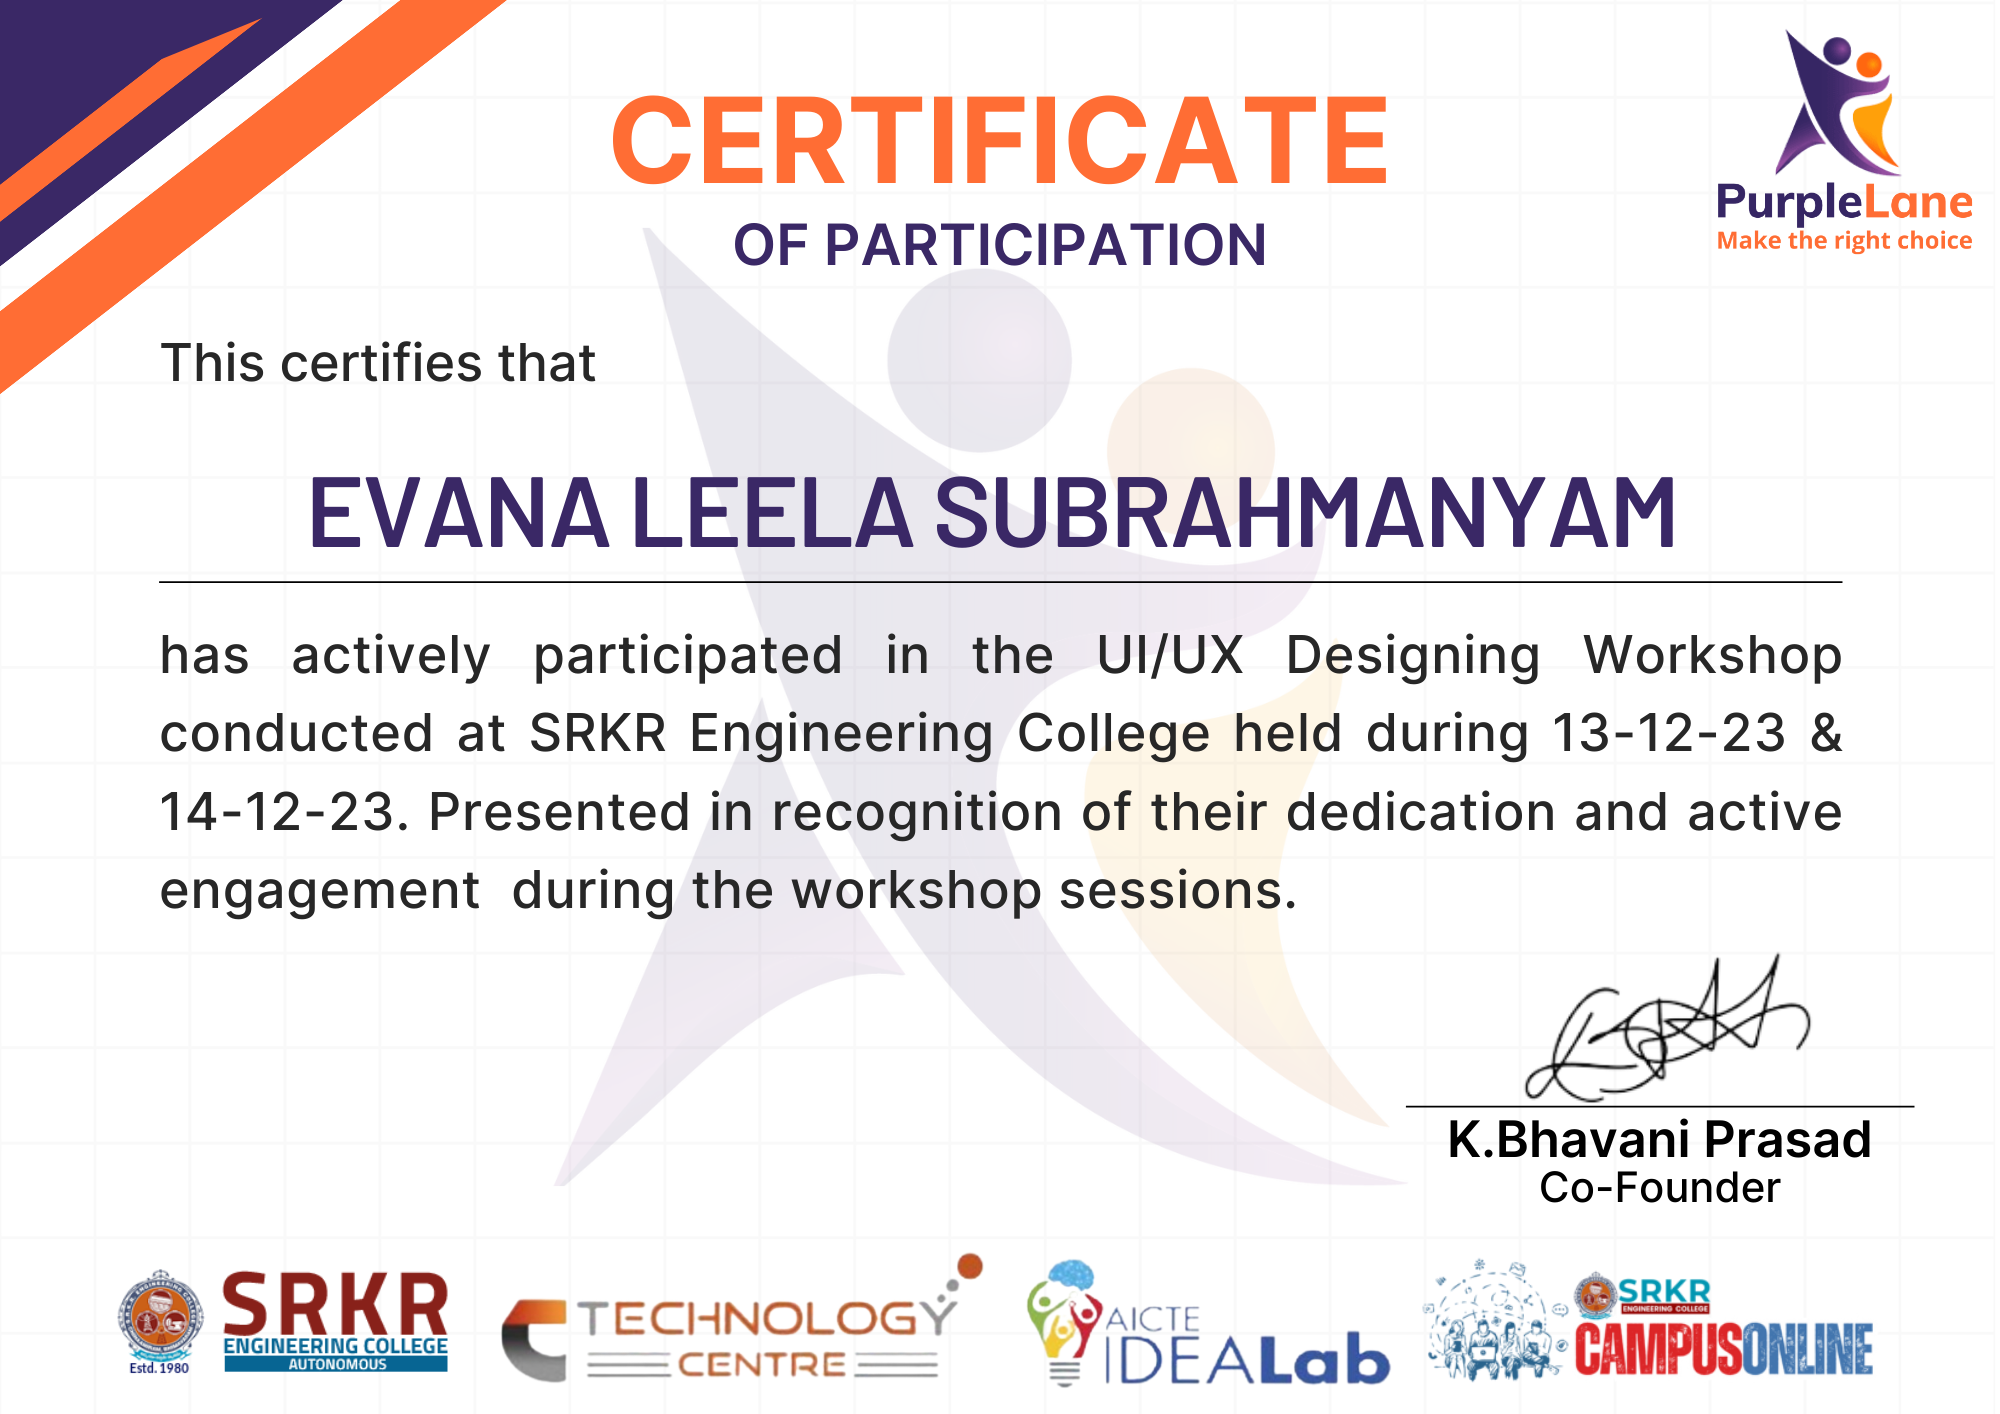 CERTIFICATE
OF PARTICIPATION
PurpleLane
Make the right choice
This certifies that
EVANA LEELA SUBRAHMANYAM
has actively participated in the UI/UX Designing Workshop
conducted at SRKR Engineering College held during 13-12-23 &
14-12-23. Presented in recognition of their dedication and active
engagement during the workshop sessions.
K.Bhavani Prasad
Co-Founder
Estd. 1980
SRKR
ENGINEERING COLLEGE
AUTONOMOUS
TECHNOLOGY
CENTRE
AICTE
IDEALab
SRKR
ENGINEERING COLLEGE
CAMPUSONLINE